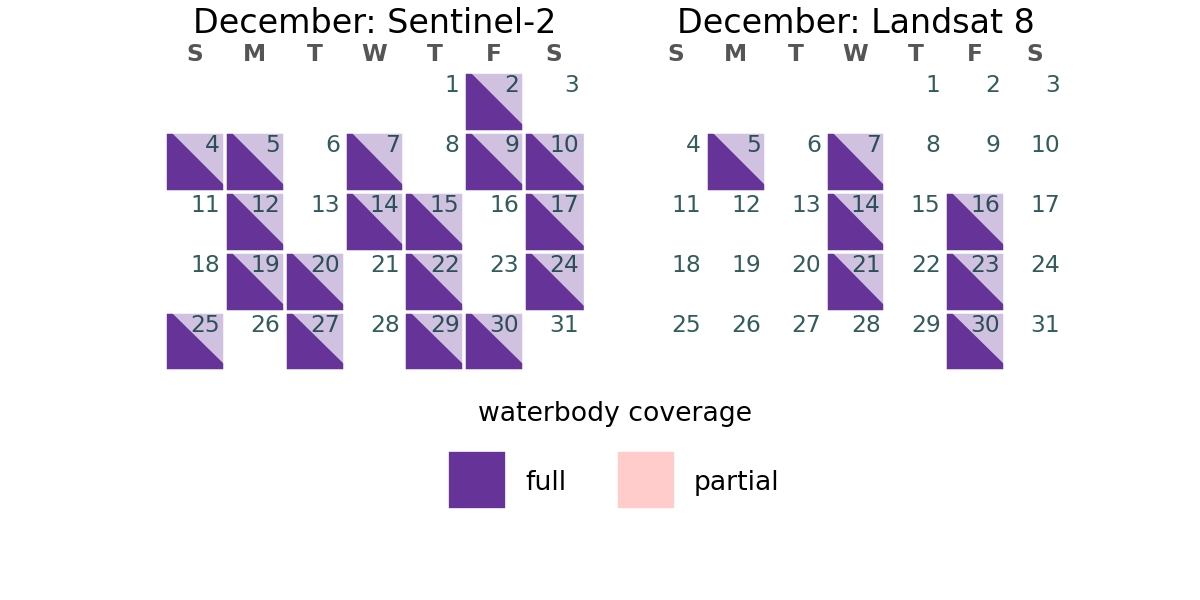 December: Sentinel-2
S M T W T F S
1 2 3
4 5 6 7 8 9 10
11 12 13 14 15 16 17
18 19 20 21 22 23 24
25 26 27 28 29 30 31
December: Landsat 8
S M T W T F S
1 2 3
4 5 6 7 8 9 10
11 12 13 14 15 16 17
18 19 20 21 22 23 24
25 26 27 28 29 30 31
waterbody coverage
full partial